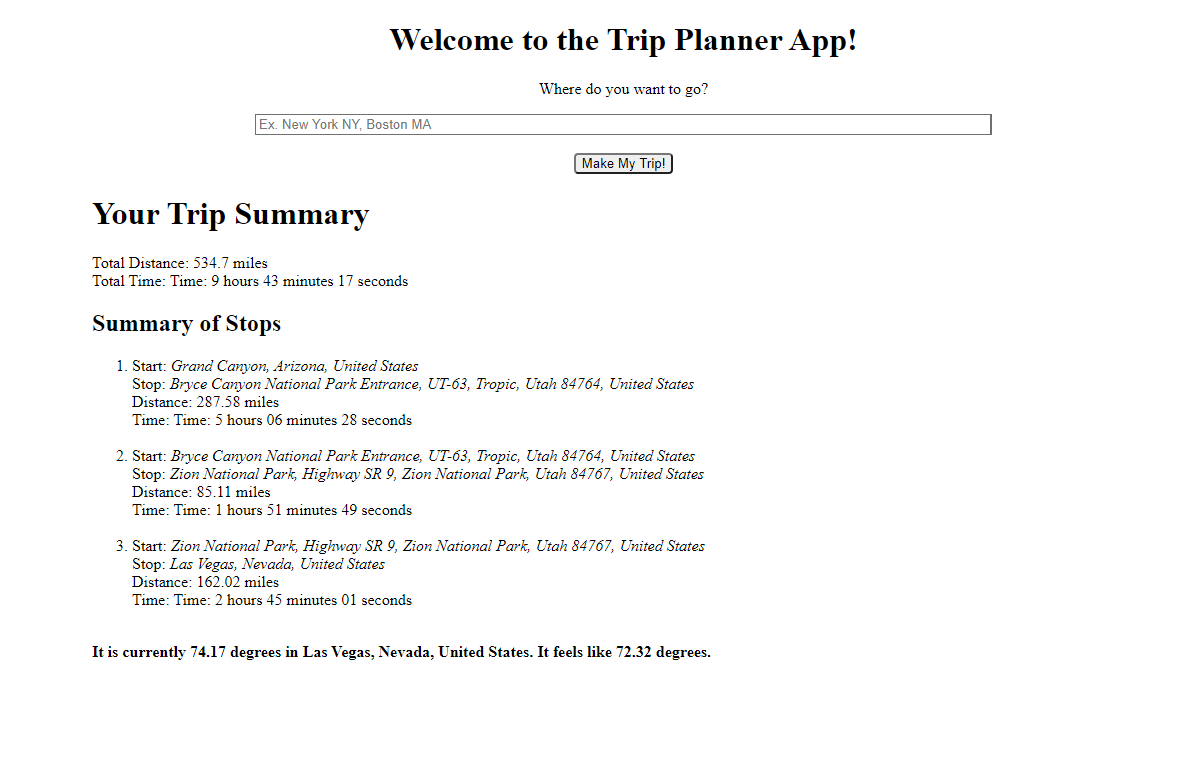 Welcome to the Trip Planner App!
Where do you want to go?
Ex. New York NY, Boston MA
Make My Trip!
Your Trip Summary
Total Distance: 534.7 miles
Total Time: Time: 9 hours 43 minutes 17 seconds
Summary of Stops
1. Start: Grand Canyon, Arizona, United States
Stop: Bryce Canyon National Park Entrance, UT-63, Tropic, Utah 84764, United States
Distance: 287.58 miles
Time: Time: 5 hours 06 minutes 28 seconds
2. Start: Bryce Canyon National Park Entrance, UT-63, Tropic, Utah 84764, United States
Stop: Zion National Park, Highway SR 9, Zion National Park, Utah 84767, United States
Distance: 85.11 miles
Time: Time: 1 hours 51 minutes 49 seconds
3. Start: Zion National Park, Highway SR 9, Zion National Park, Utah 84767, United States
Stop: Las Vegas, Nevada, United States
Distance: 162.02 miles
Time: Time: 2 hours 45 minutes 01 seconds
It is currently 74.17 degrees in Las Vegas, Nevada, United States. It feels like 72.32 degrees.